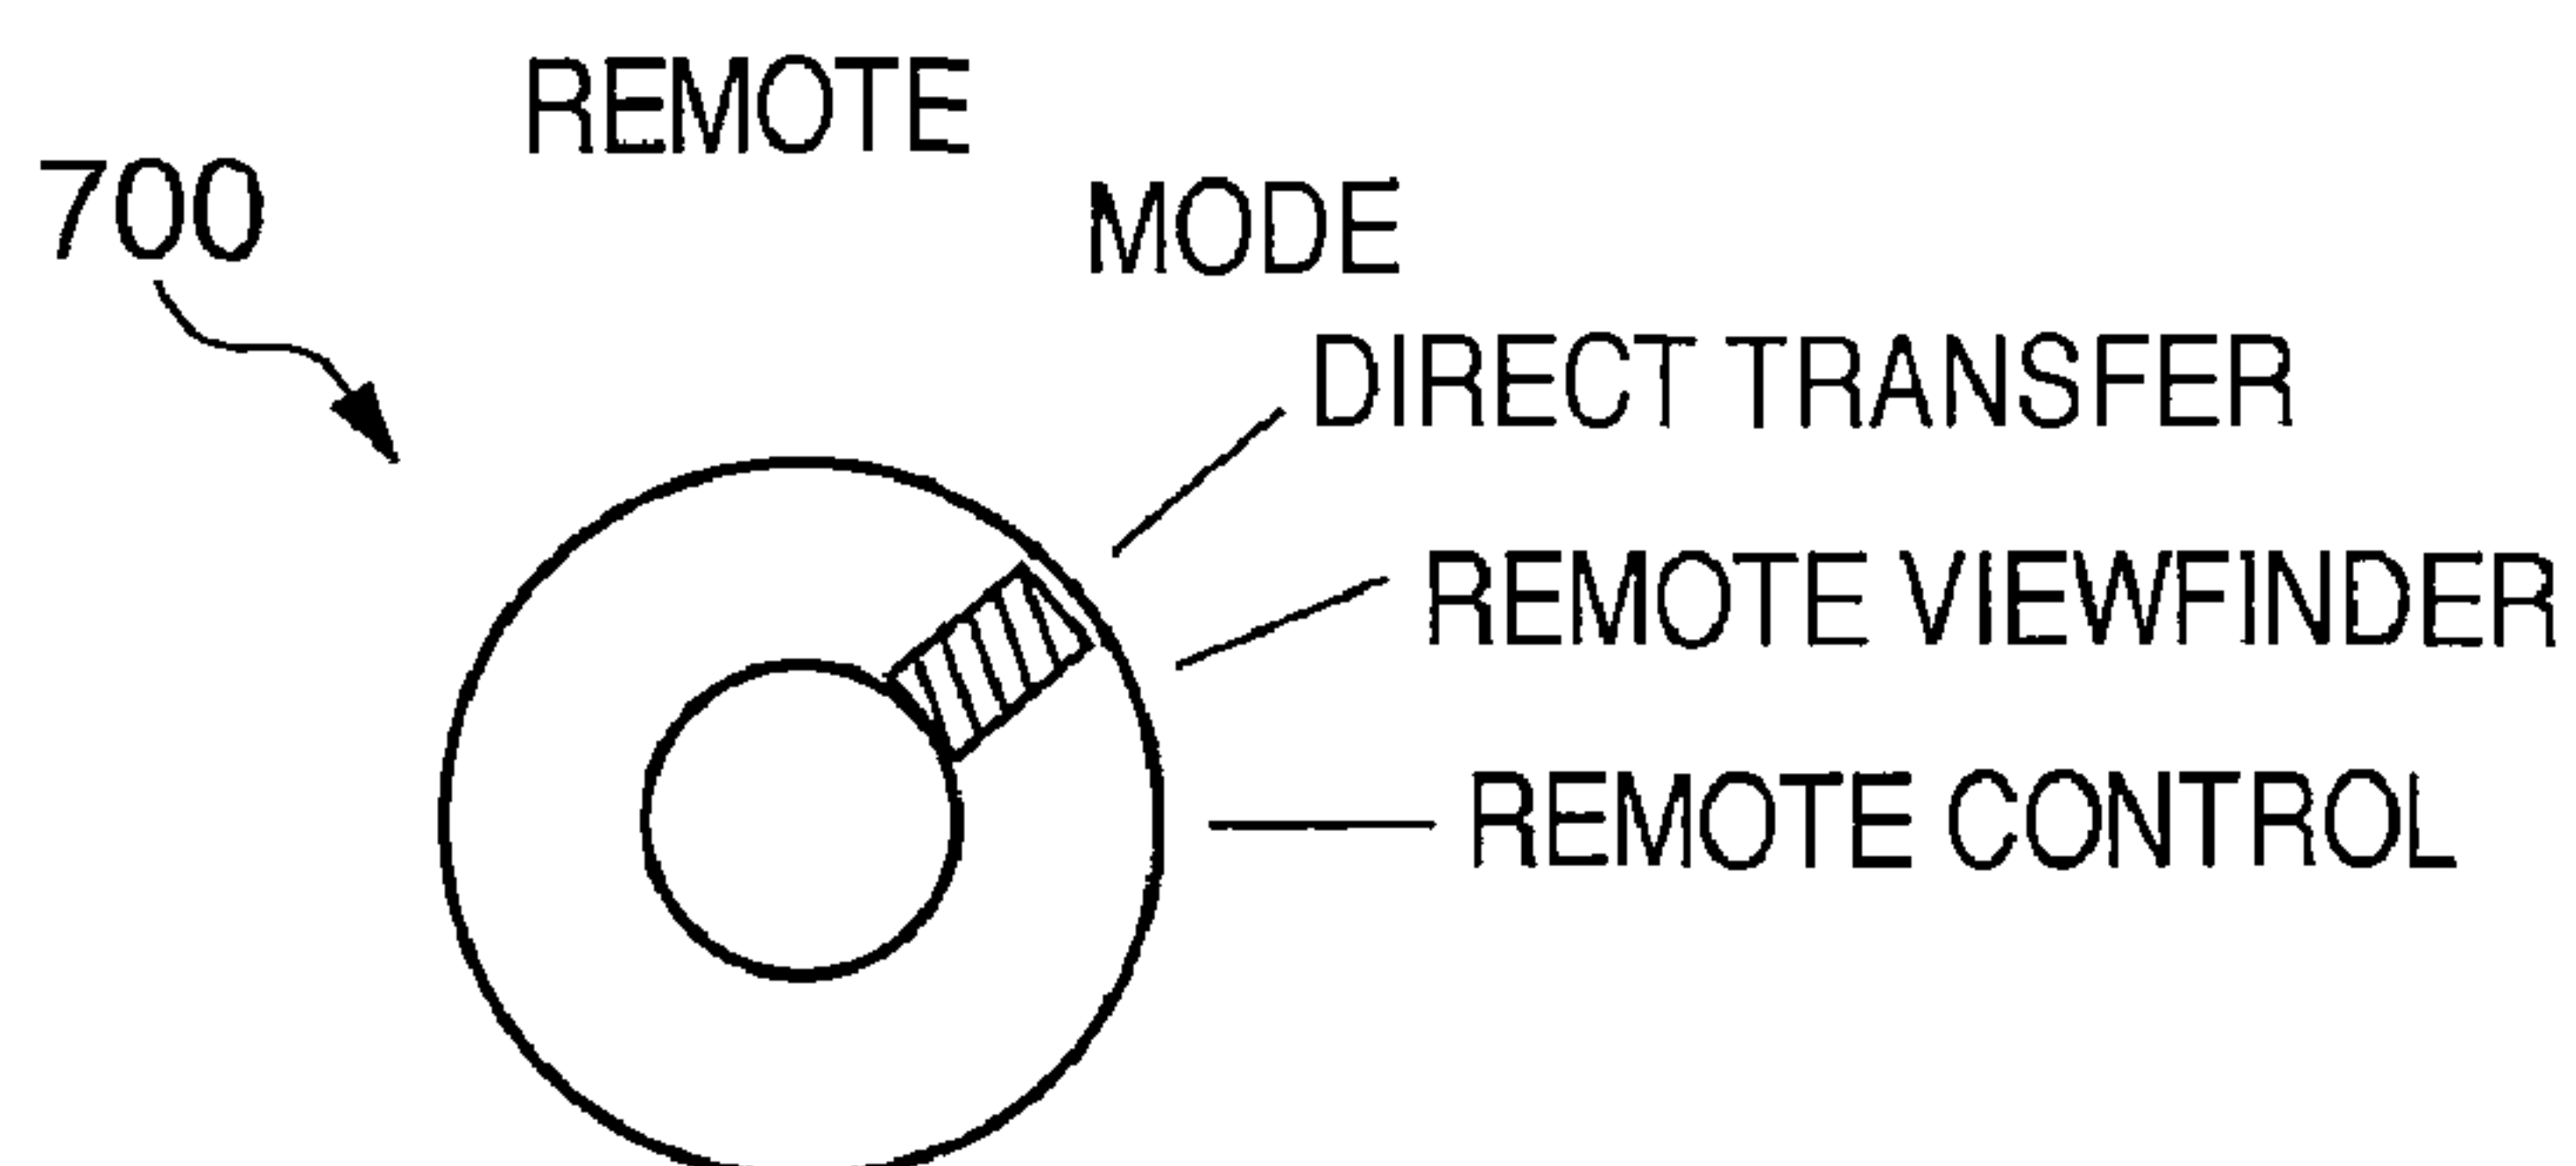 REMOTE
700
MODE
DIRECT TRANSFER
REMOTE VIEWFINDER
REMOTE CONTROL